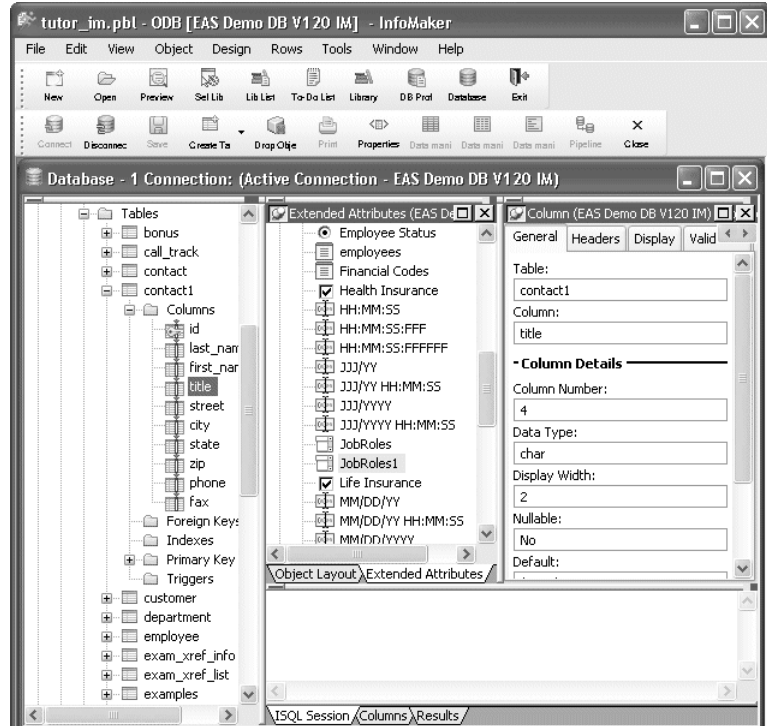 tutor_im.pbl - ODB [EAS Demo DB V120 IM] - InfoMaker
File Edit View Object Design Rows Tools Window Help
New Open Preview Sel Lib Lib List To-Do List Library DB Prof Database Exit
Connect Disconnec Save Create Ta Drop Obje Print Properties Data mani Data mani Data mani Pipeline Close
Database - 1 Connection: (Active Connection - EAS Demo DB V120 IM)
Tables
bonus
call_track
contact
contact1
Columns
id
last_nam
first_nar
title
street
city
state
zip
phone
fax
Foreign Keys
Indexes
Primary Key
Triggers
customer
department
employee
exam_xref_info
exam_xref_list
examples
Extended Attributes (EAS De
Employee Status
employees
Financial Codes
Health Insurance
HH:MM:SS
HH:MM:SS:FFF
HH:MM:SS:FFFFFF
JJJ/YY
JJJ/YY HH:MM:SS
JJJ/YYYY
JJJ/YYYY HH:MM:SS
JobRoles
JobRoles1
Life Insurance
MM/DD/YY
MM/DD/YY HH:MM:SS
MM/DD/YYYY
Object Layout Extended Attributes
Column (EAS Demo DB V120 IM)
General Headers Display Valid
Table:
contact1
Column:
title
- Column Details
Column Number:
4
Data Type:
char
Display Width:
2
Nullable:
No
Default:
ISQL Session Columns Results